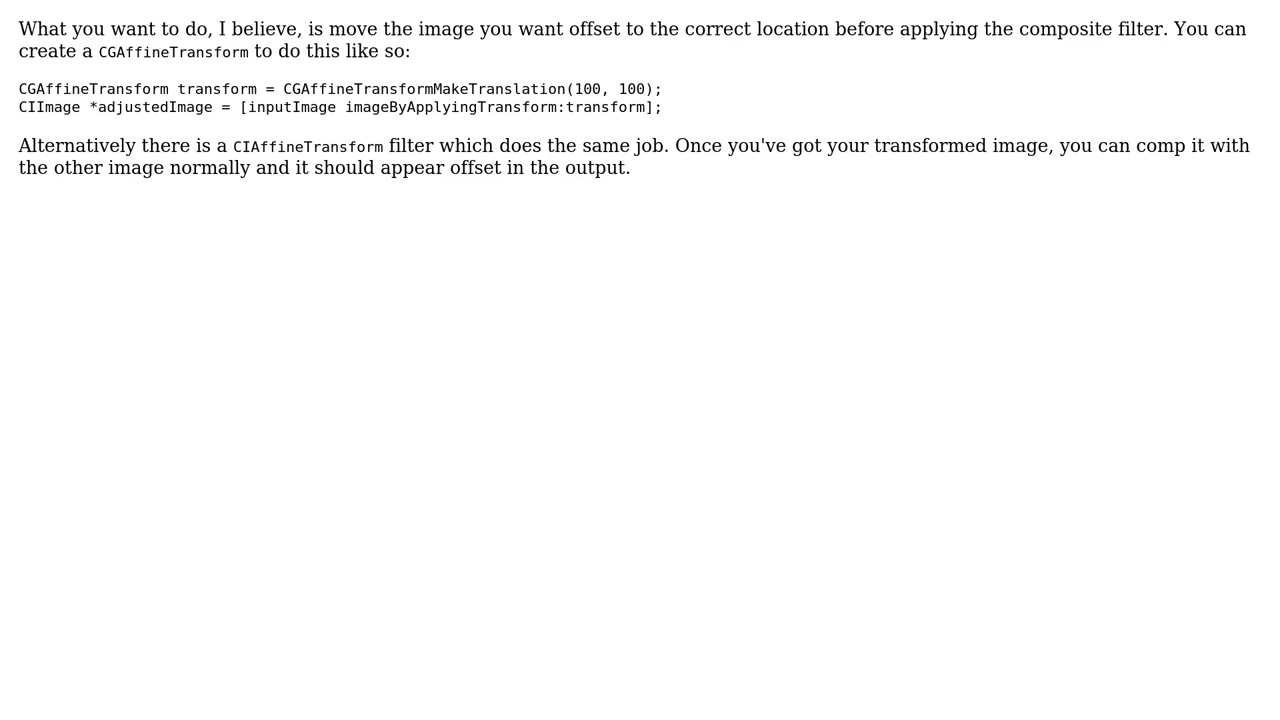 What you want to do, I believe, is move the image you want offset to the correct location before applying the composite filter. You can
create a CGAffineTransform to do this like so:
CGAffineTransform transform = CGAffineTransformMakeTranslation(100, 100);
CIImage *adjustedImage = [inputImage imageByApplyingTransform:transform];
Alternatively there is a CIAffineTransform filter which does the same job. Once you've got your transformed image, you can comp it with
the other image normally and it should appear offset in the output.